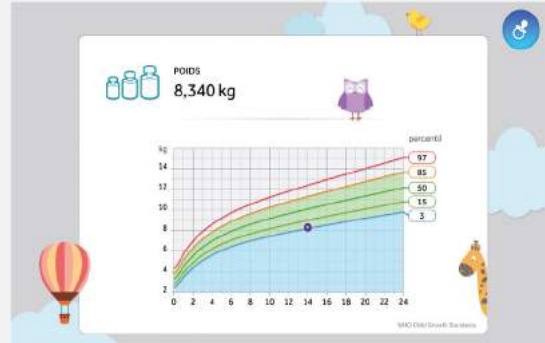 POIDS
8,340 kg
percentil
kg
14
12
10
8
6
4
2
0 2 4 6 8 10 12 14 16 18 20 22 24
97
85
50
15
3
WHO Child Growth Standards